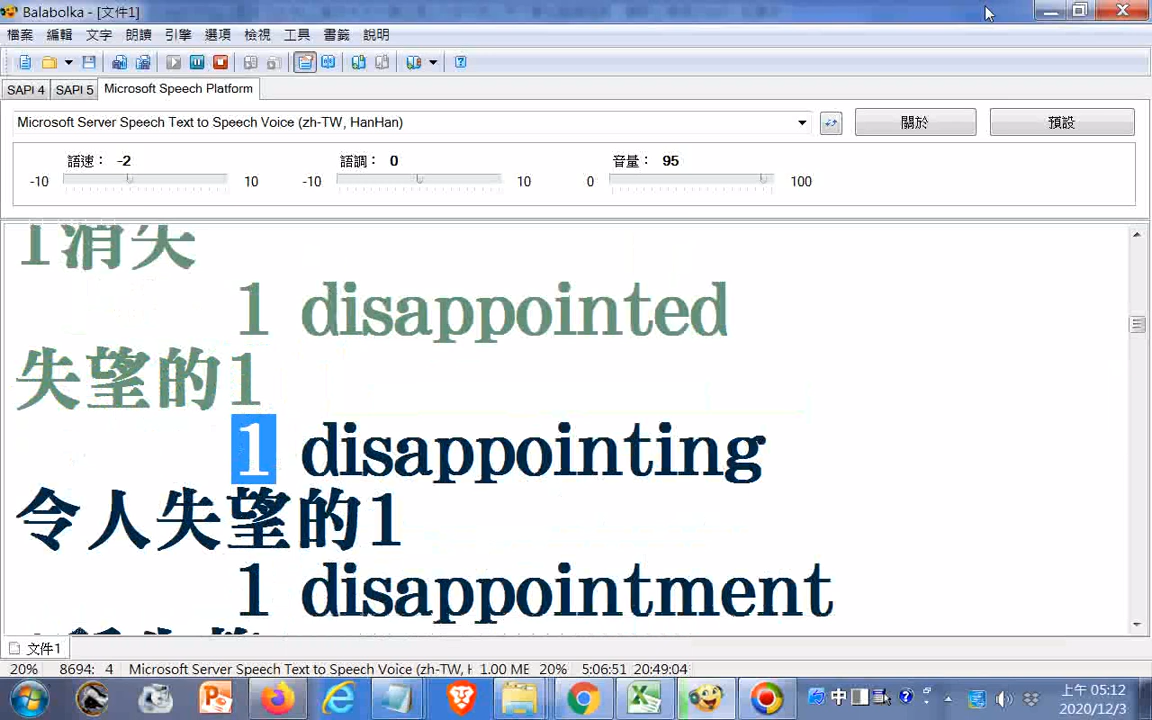 Balabolka - [文件1]
檔案 編輯 文字 朗讀 引擎 選項 檢視 工具 書籤 說明
SAPI 4 SAPI 5 Microsoft Speech Platform
Microsoft Server Speech Text to Speech Voice (zh-TW, HanHan) 關於 預設
語速： -2 語調： 0 音量： 95
-10 10 -10 10 0 100
1消失
1 disappointed
失望的1
1 disappointing
令人失望的1
1 disappointment
文件1
20% 8694: 4 Microsoft Server Speech Text to Speech Voice (zh-TW, 1.00 ME 20% 5:06:51 20:49:04
中 上午 05:12
2020/12/3